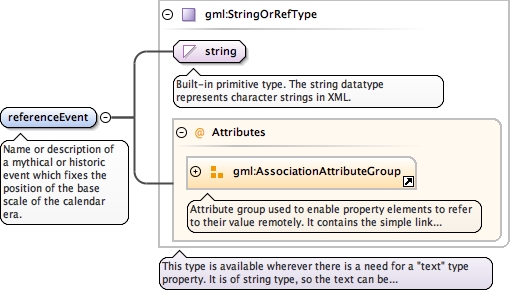 gml:StringOrRefType
string
Built-in primitive type. The string datatype
represents character strings in XML.
referenceEvent
Name or description of
a mythical or historic
event which fixes the
position of the base
scale of the calendar
era.
@ Attributes
gml:AssociationAttributeGroup
Attribute group used to enable property elements to refer
to their value remotely. It contains the simple link...
This type is available wherever there is a need for a "text" type
property. It is of string type, so the text can be...